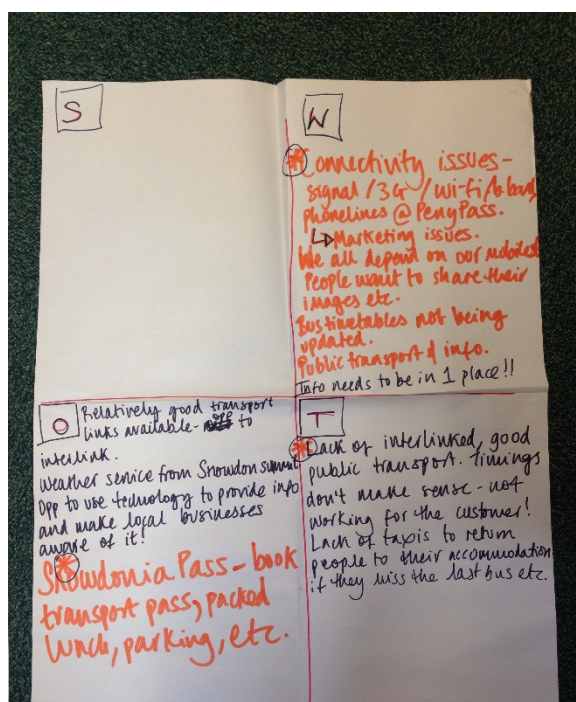 S
W
* Connectivity issues -
signal / 3G / wi-fi /
phonelines @ PenyPass.
↳ Marketing issues.
We all depend on our mobiles!
People want to share their
images etc.
Bus timetables not being
updated.
Public transport & info.
Info needs to be in 1 place!!
O
Relatively good transport
links available - opp to
interlink.
Weather service from Snowdon summit
Opp to use technology to provide info
and make local businesses
aware of it!
*
Snowdonia Pass - book
transport pass, packed
lunch, parking, etc.
T
* Lack of interlinked, good
public transport. Timings
don't make sense - not
working for the customer!
Lack of taxis to return
people to their accommodation
if they miss the last bus etc.